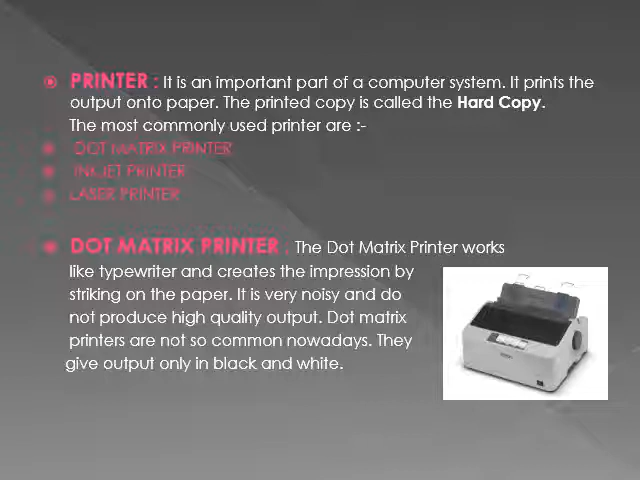 PRINTER : It is an important part of a computer system. It prints the
output onto paper. The printed copy is called the Hard Copy.
The most commonly used printer are :-
DOT MATRIX PRINTER
INKJET PRINTER
LASER PRINTER
DOT MATRIX PRINTER : The Dot Matrix Printer works
like typewriter and creates the impression by
striking on the paper. It is very noisy and do
not produce high quality output. Dot matrix
printers are not so common nowadays. They
give output only in black and white.